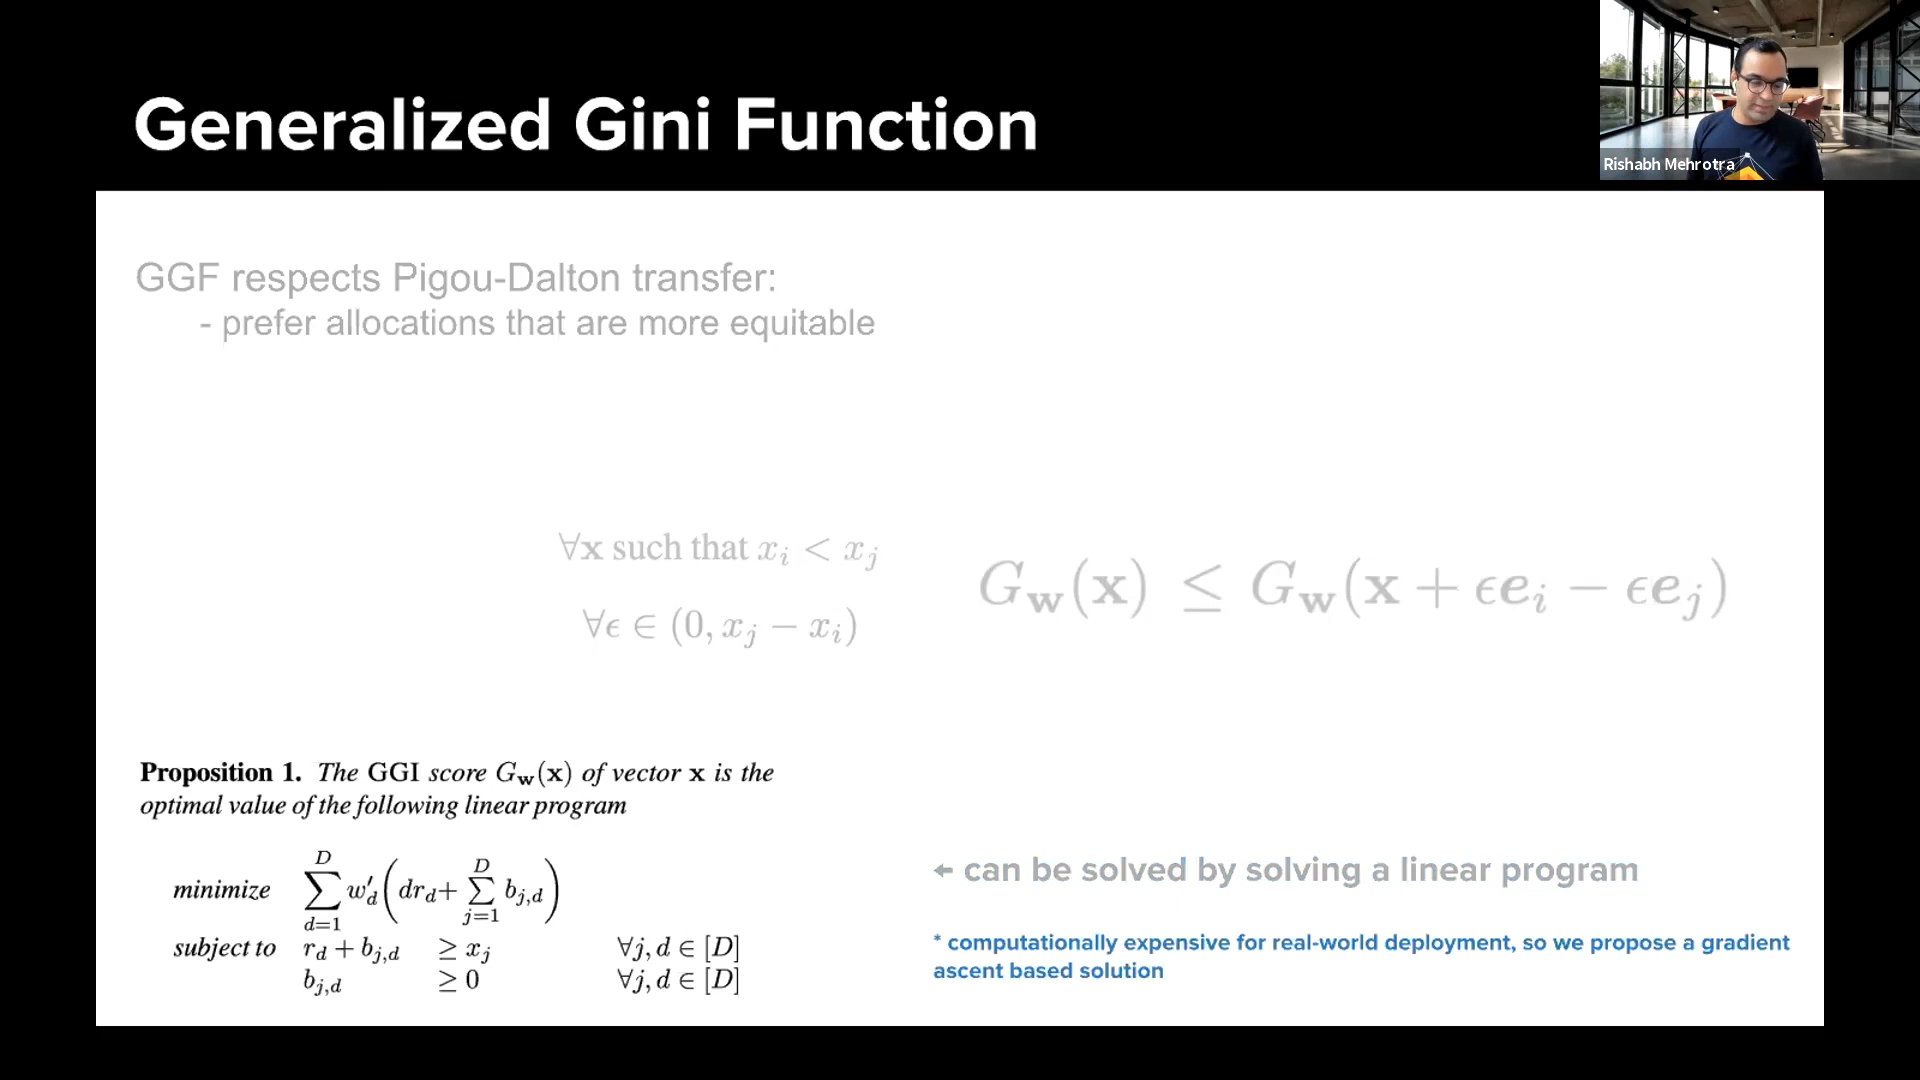 Generalized Gini Function
Rishabh Mehrotra
GGF respects Pigou-Dalton transfer:
- prefer allocations that are more equitable
∀x such that x_i < x_j
∀ϵ ∈ (0, x_j − x_i)
G_w(x) ≤ G_w(x + ϵe_i − ϵe_j)
Proposition 1. The GGI score G_w(x) of vector x is the
optimal value of the following linear program
minimize ∑_{d=1}^{D} w'_d (dr_d + ∑_{j=1}^{D} b_{j,d})
subject to r_d + b_{j,d} ≥ x_j ∀j, d ∈ [D]
b_{j,d} ≥ 0 ∀j, d ∈ [D]
← can be solved by solving a linear program
* computationally expensive for real-world deployment, so we propose a gradient
ascent based solution